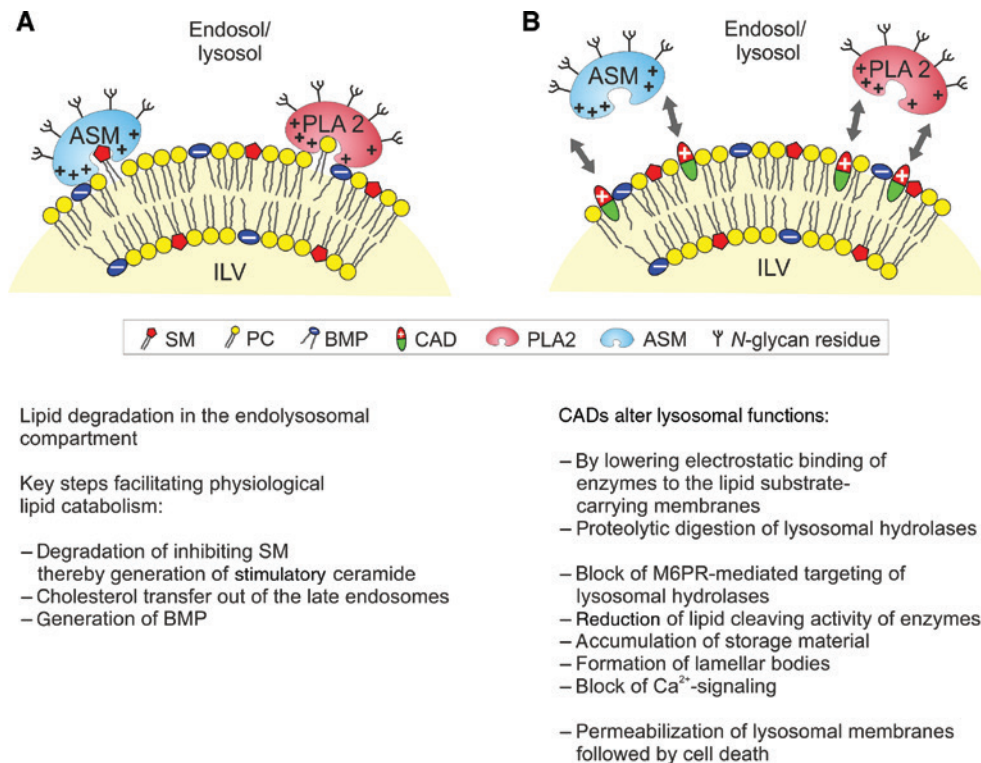 A
Endosol/
lysosol
ASM
+ + + +
PLA 2
+ + + +
− − −
− −
ILV
B
Endosol/
lysosol
ASM
+ + + + +
PLA 2
+ + + + +
+ − + − + − +
− −
ILV
SM PC BMP CAD PLA2 ASM N-glycan residue
Lipid degradation in the endolysosomal
compartment
Key steps facilitating physiological
lipid catabolism:
– Degradation of inhibiting SM
thereby generation of stimulatory ceramide
– Cholesterol transfer out of the late endosomes
– Generation of BMP
CADs alter lysosomal functions:
– By lowering electrostatic binding of
enzymes to the lipid substrate-
carrying membranes
– Proteolytic digestion of lysosomal hydrolases
– Block of M6PR-mediated targeting of
lysosomal hydrolases
– Reduction of lipid cleaving activity of enzymes
– Accumulation of storage material
– Formation of lamellar bodies
– Block of Ca²⁺-signaling
– Permeabilization of lysosomal membranes
followed by cell death